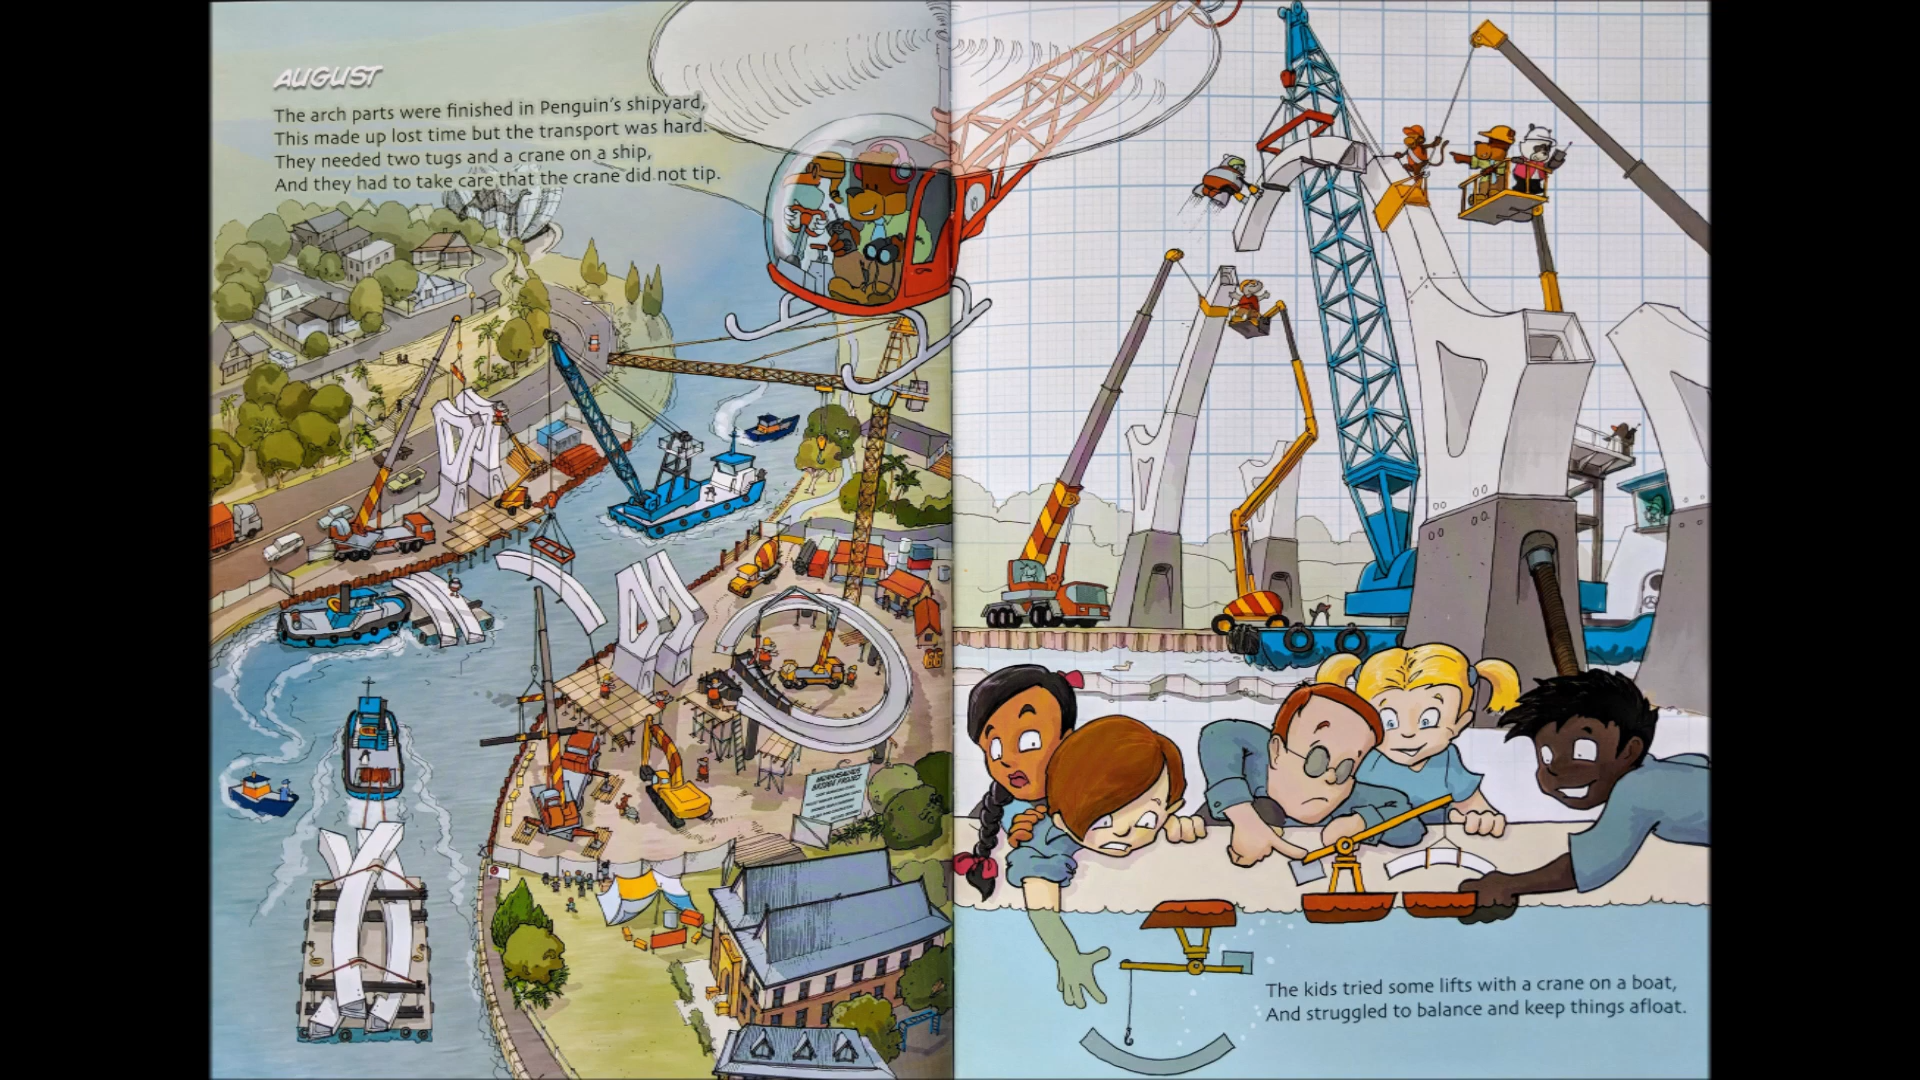 AUGUST
The arch parts were finished in Penguin's shipyard,
This made up lost time but the transport was hard.
They needed two tugs and a crane on a ship,
And they had to take care that the crane did not tip.
BRIDGE PROJECT
The kids tried some lifts with a crane on a boat,
And struggled to balance and keep things afloat.